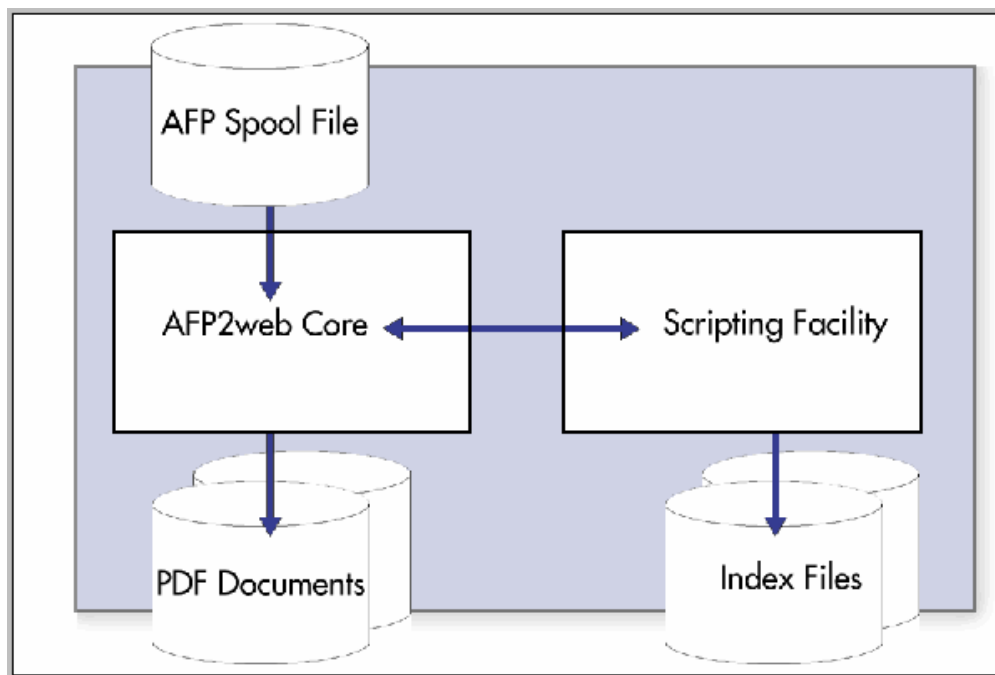 AFP Spool File
AFP2web Core
Scripting Facility
PDF Documents
Index Files